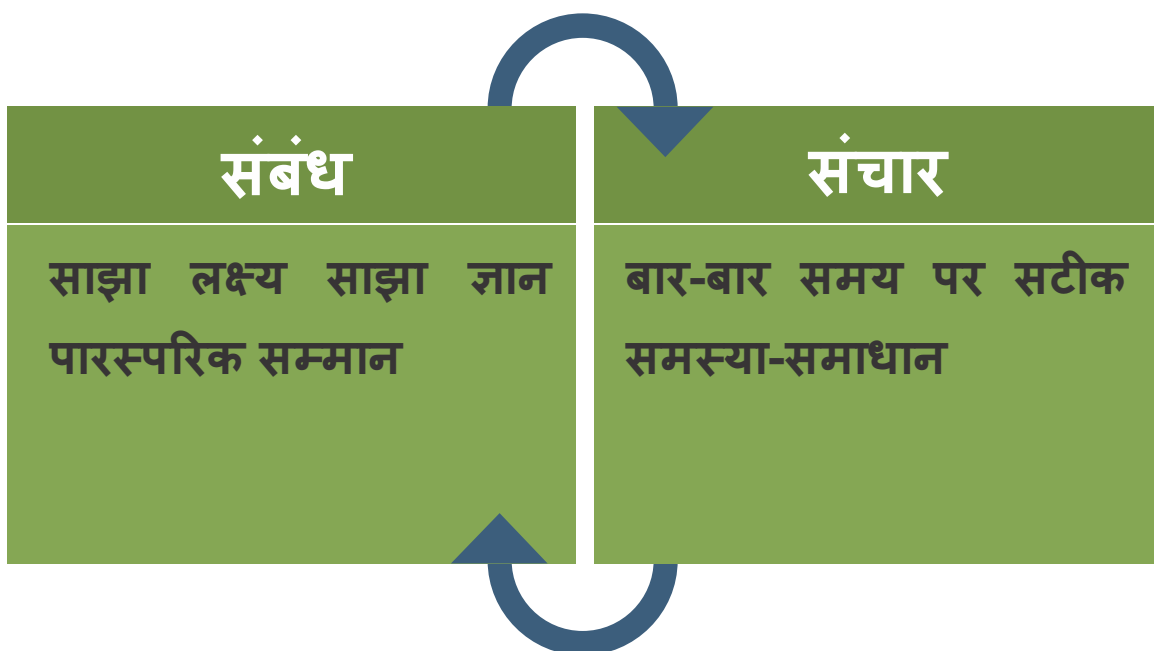 संबंध
साझा लक्ष्य साझा ज्ञान
पारस्परिक सम्मान
संचार
बार-बार समय पर सटीक
समस्या-समाधान